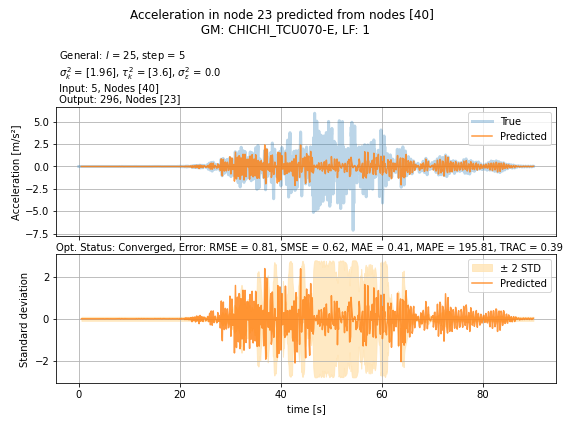 Acceleration in node 23 predicted from nodes [40]
GM: CHICHI_TCU070-E, LF: 1
General: l = 25, step = 5
σ²ₖ = [1.96], τ²ₖ = [3.6], σ²ε = 0.0
Input: 5, Nodes [40]
Output: 296, Nodes [23]
Acceleration [m/s²]
5.0
2.5
0.0
−2.5
−5.0
−7.5
True
Predicted
Opt. Status: Converged, Error: RMSE = 0.81, SMSE = 0.62, MAE = 0.41, MAPE = 195.81, TRAC = 0.39
Standard deviation
2
0
−2
± 2 STD
Predicted
0 20 40 60 80
time [s]